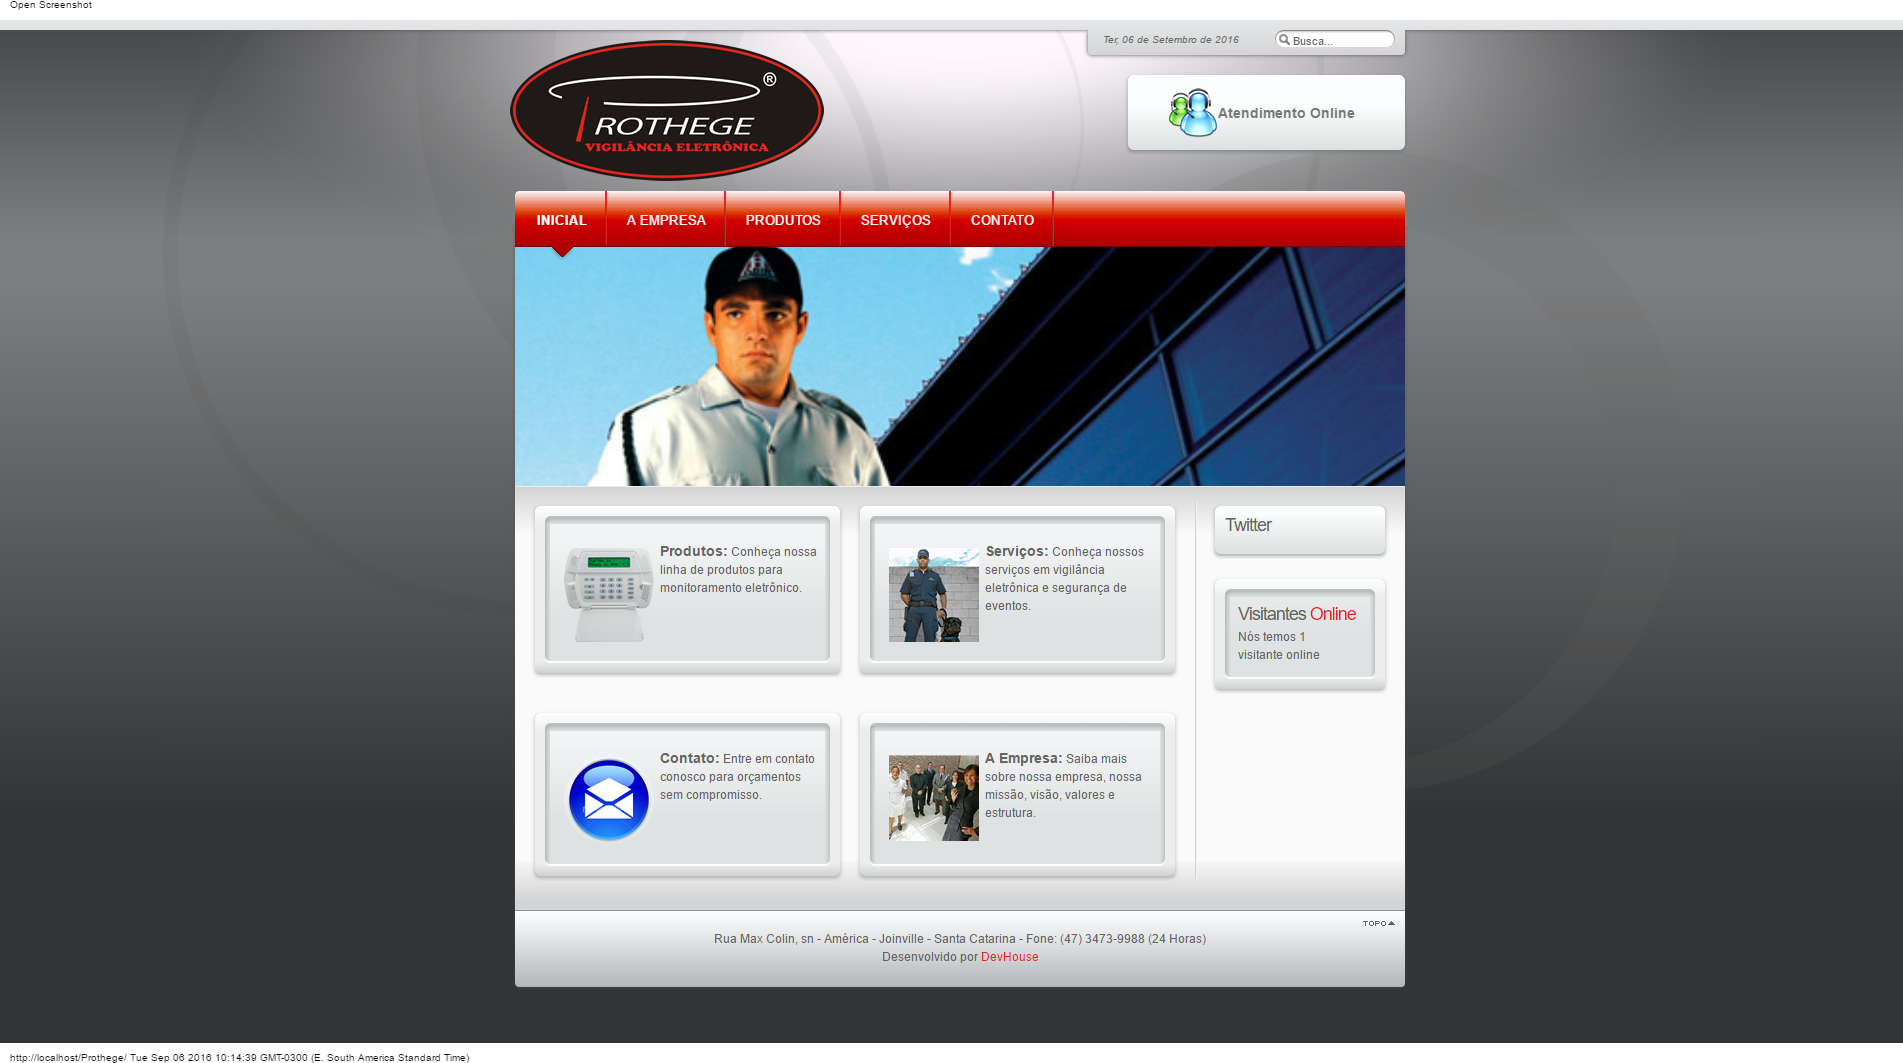 Open Screenshot
Ter, 06 de Setembro de 2016
Busca...
®
PROTHEGE
VIGILÂNCIA ELETRÔNICA
Atendimento Online
INICIAL
A EMPRESA
PRODUTOS
SERVIÇOS
CONTATO
Produtos: Conheça nossa
linha de produtos para
monitoramento eletrônico.
Serviços: Conheça nossos
serviços em vigilância
eletrônica e segurança de
eventos.
Twitter
Visitantes Online
Nós temos 1
visitante online
Contato: Entre em contato
conosco para orçamentos
sem compromisso.
A Empresa: Saiba mais
sobre nossa empresa, nossa
missão, visão, valores e
estrutura.
TOPO
Rua Max Colin, sn - América - Joinville - Santa Catarina - Fone: (47) 3473-9988 (24 Horas)
Desenvolvido por DevHouse
http://localhost/Prothege/ Tue Sep 06 2016 10:14:39 GMT-0300 (E. South America Standard Time)